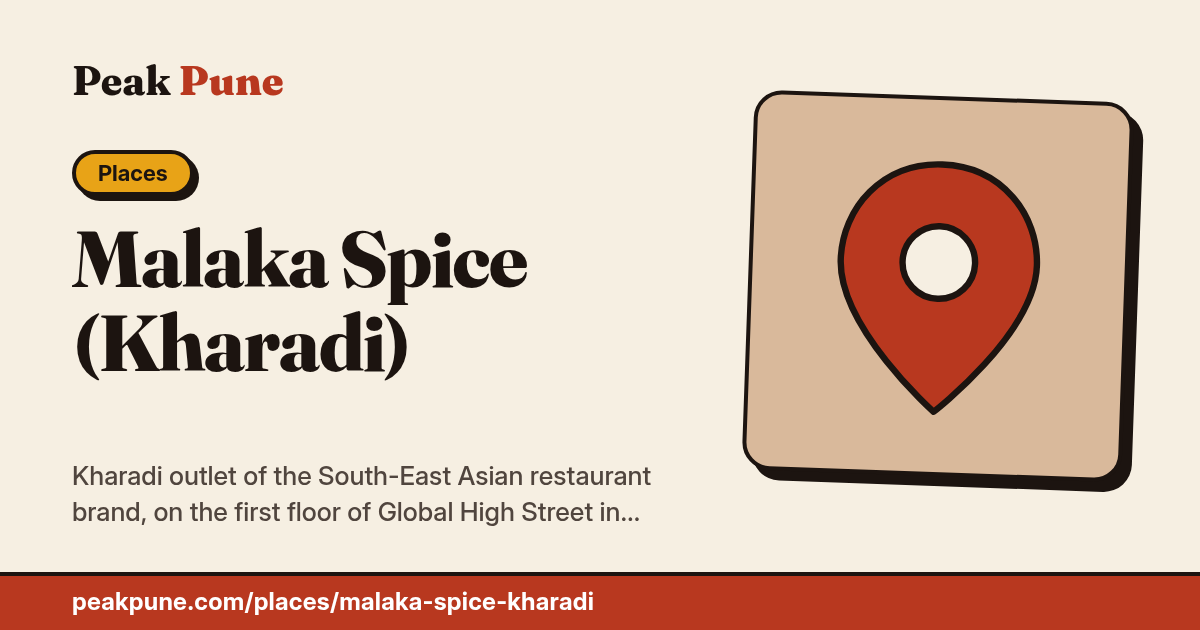 Peak Pune
Places
Malaka Spice
(Kharadi)
Kharadi outlet of the South-East Asian restaurant
brand, on the first floor of Global High Street in...
peakpune.com/places/malaka-spice-kharadi